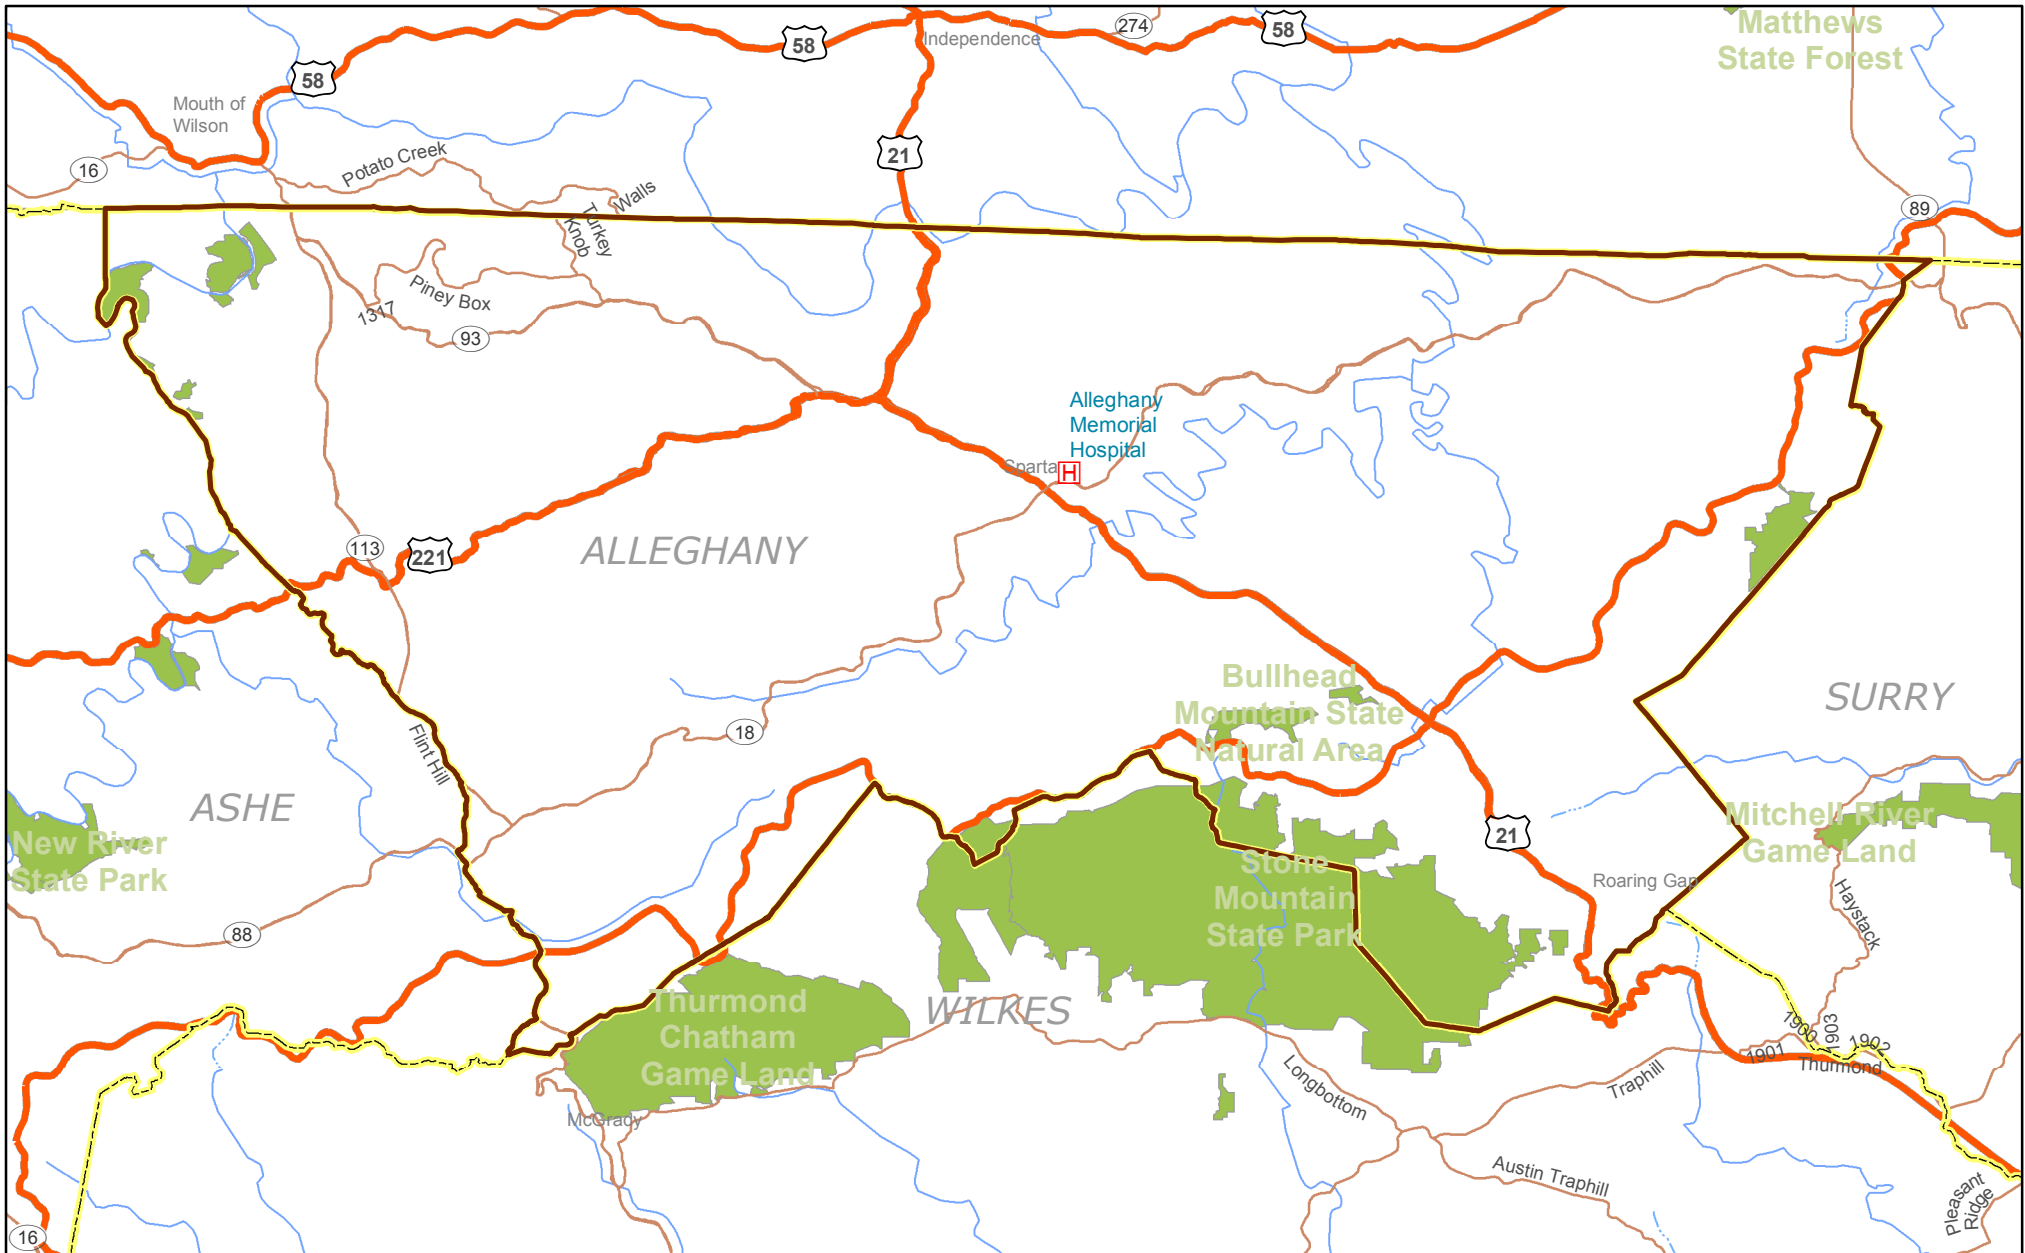 Matthews
State Forest
274
58
58
58
Independence
Mouth of
Wilson
21
16
Potato Creek
Walls
Turkey
Knob
89
Piney Box
1317
93
Alleghany
Memorial
Hospital
Sparta
H
113
221
ALLEGHANY
Bullhead
Mountain State
Natural Area
SURRY
18
Flint Hill
ASHE
New River
State Park
Mitchell River
Game Land
21
Stone
Mountain
State Park
Roaring Gap
Haystack
88
Thurmond
Chatham
Game Land
WILKES
1900
1903
1902
1901
Thurmond
Longbottom
Traphill
McGrady
Austin Traphill
Pleasant
Ridge
16